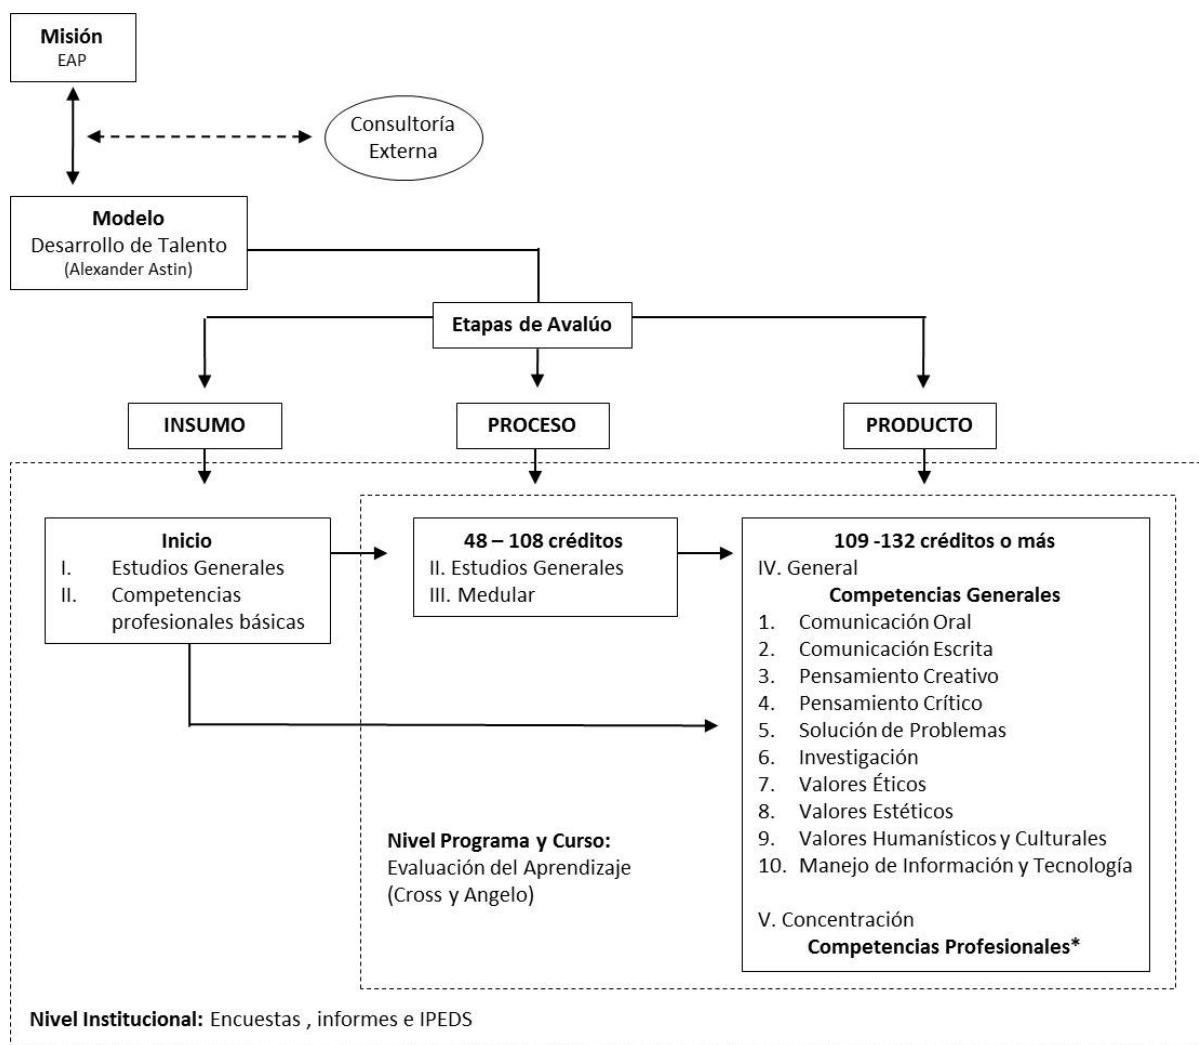 Misión
EAP
Consultoría
Externa
Modelo
Desarrollo de Talento
(Alexander Astin)
Etapas de Avalúo
INSUMO
PROCESO
PRODUCTO
Inicio
I. Estudios Generales
II. Competencias
profesionales básicas
48 – 108 créditos
II. Estudios Generales
III. Medular
109 -132 créditos o más
IV. General
Competencias Generales
1. Comunicación Oral
2. Comunicación Escrita
3. Pensamiento Creativo
4. Pensamiento Crítico
5. Solución de Problemas
6. Investigación
7. Valores Éticos
8. Valores Estéticos
9. Valores Humanísticos y Culturales
10. Manejo de Información y Tecnología
V. Concentración
Competencias Profesionales*
Nivel Programa y Curso:
Evaluación del Aprendizaje
(Cross y Angelo)
Nivel Institucional: Encuestas , informes e IPEDS